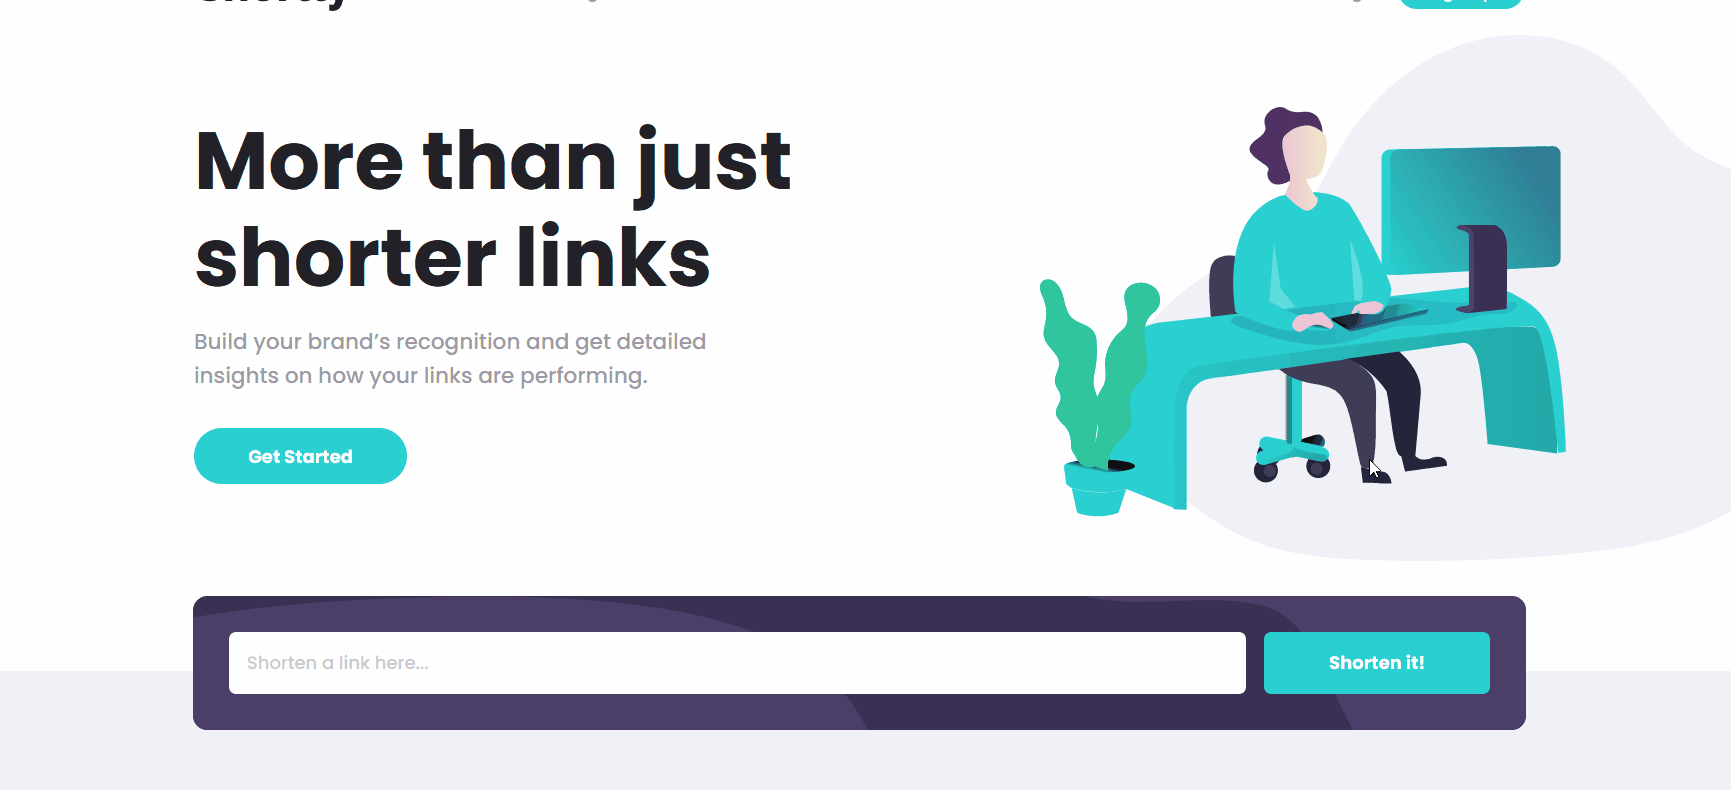 More than just
shorter links
Build your brand’s recognition and get detailed
insights on how your links are performing.
Get Started
Shorten a link here...
Shorten it!